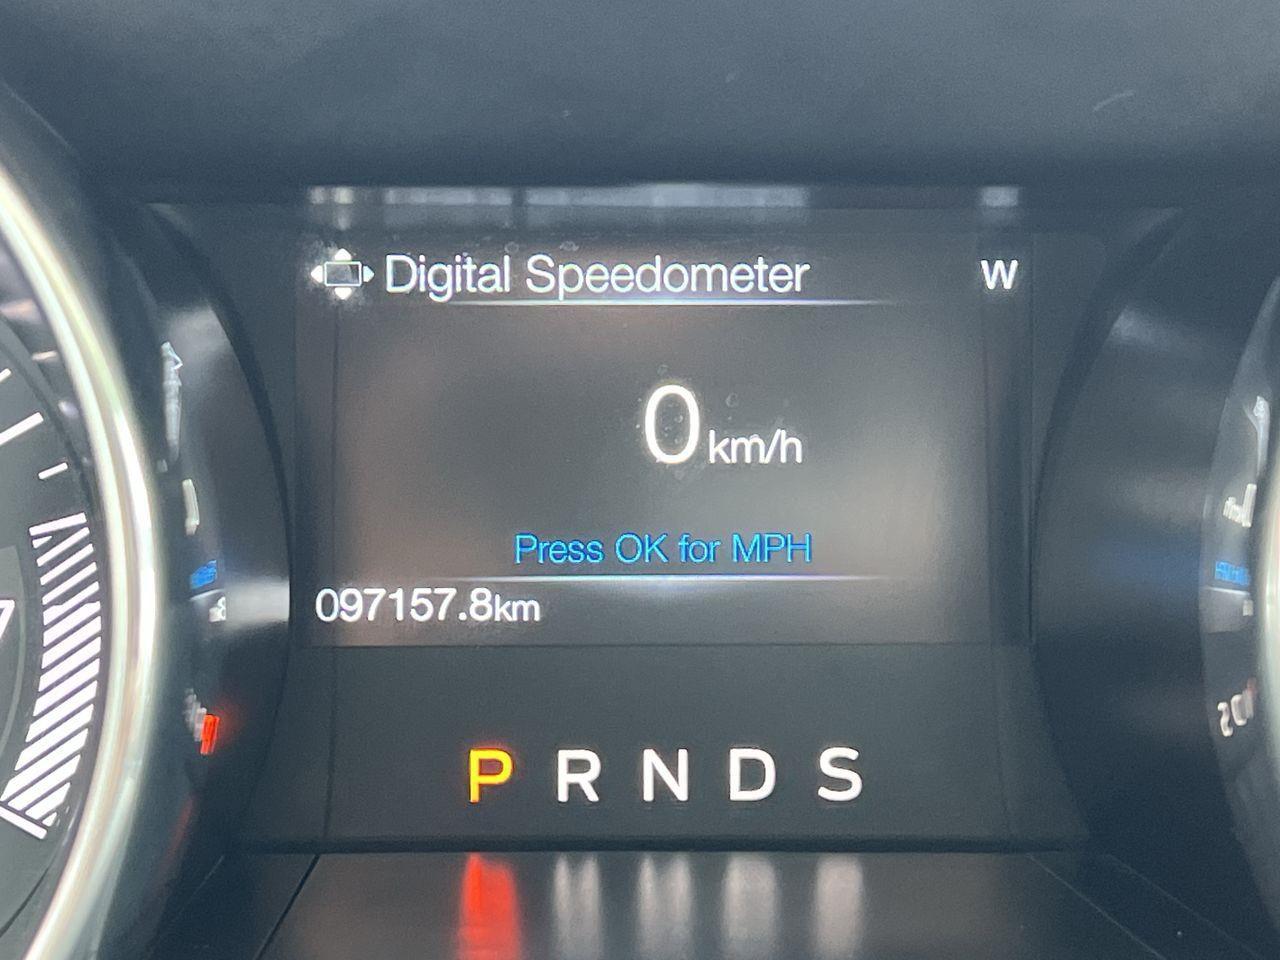 Digital Speedometer
W
0 km/h
Press OK for MPH
097157.8km
P R N D S